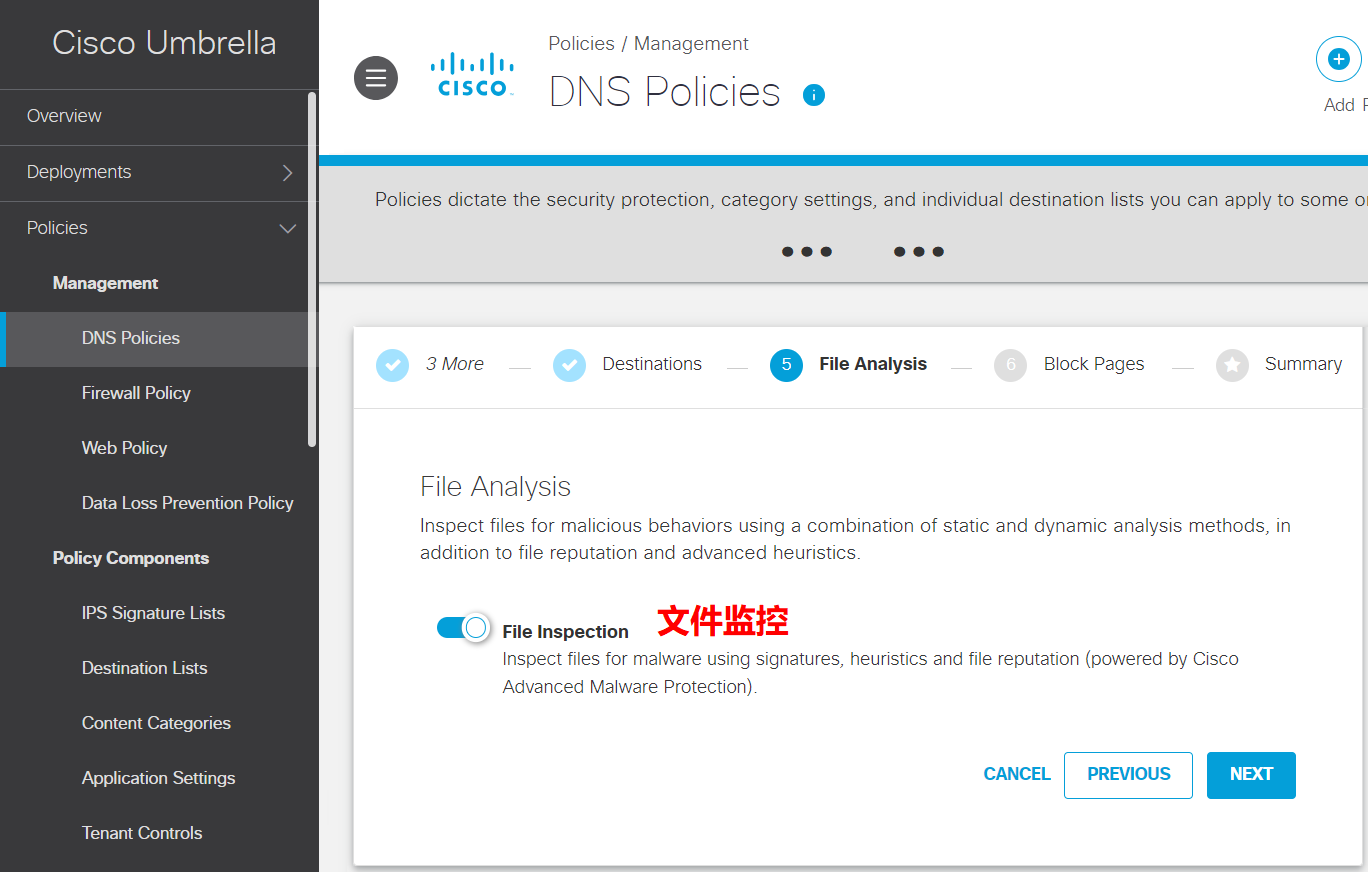 Cisco Umbrella
Overview
Deployments
Policies
Management
DNS Policies
Firewall Policy
Web Policy
Data Loss Prevention Policy
Policy Components
IPS Signature Lists
Destination Lists
Content Categories
Application Settings
Tenant Controls
CISCO
Policies / Management
DNS Policies
Add
Policies dictate the security protection, category settings, and individual destination lists you can apply to some
3 More
Destinations
5 File Analysis
6 Block Pages
Summary
File Analysis
Inspect files for malicious behaviors using a combination of static and dynamic analysis methods, in
addition to file reputation and advanced heuristics.
File Inspection 文件监控
Inspect files for malware using signatures, heuristics and file reputation (powered by Cisco
Advanced Malware Protection).
CANCEL
PREVIOUS
NEXT